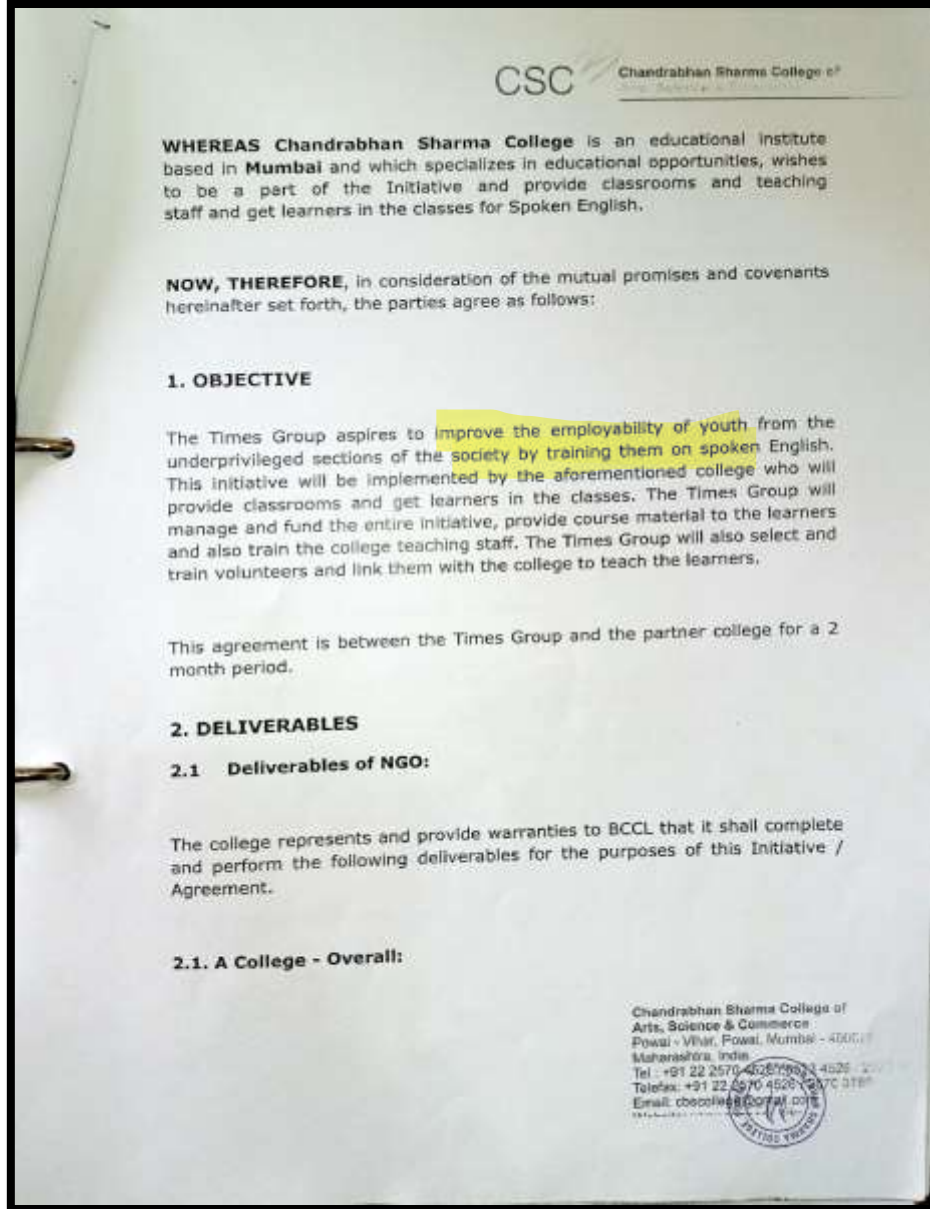 CSC
Chandrabhan Sharma College of
WHEREAS Chandrabhan Sharma College is an educational institute
based in Mumbai and which specializes in educational opportunities, wishes
to be a part of the Initiative and provide classrooms and teaching
staff and get learners in the classes for Spoken English.
NOW, THEREFORE, in consideration of the mutual promises and covenants
hereinafter set forth, the parties agree as follows:
1. OBJECTIVE
The Times Group aspires to improve the employability of youth from the
underprivileged sections of the society by training them on spoken English.
This initiative will be implemented by the aforementioned college who will
provide classrooms and get learners in the classes. The Times Group will
manage and fund the entire initiative, provide course material to the learners
and also train the college teaching staff. The Times Group will also select and
train volunteers and link them with the college to teach the learners.
This agreement is between the Times Group and the partner college for a 2
month period.
2. DELIVERABLES
2.1 Deliverables of NGO:
The college represents and provide warranties to BCCL that it shall complete
and perform the following deliverables for the purposes of this Initiative /
Agreement.
2.1. A College - Overall:
Chandrabhan Sharma College of
Arts, Science & Commerce
Powai - Vihar, Powai, Mumbai -
Maharashtra, India
Tel : +91 22 2570 4526
Telefax: +91 22 2570 4526
Email: